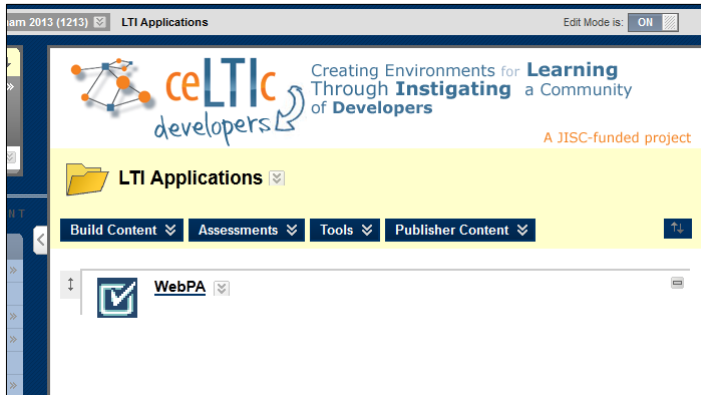 am 2013 (1213) LTI Applications Edit Mode is: ON
ceLTIc
developers
Creating Environments for Learning
Through Instigating a Community
of Developers
A JISC-funded project
LTI Applications
NT
Build Content Assessments Tools Publisher Content
WebPA